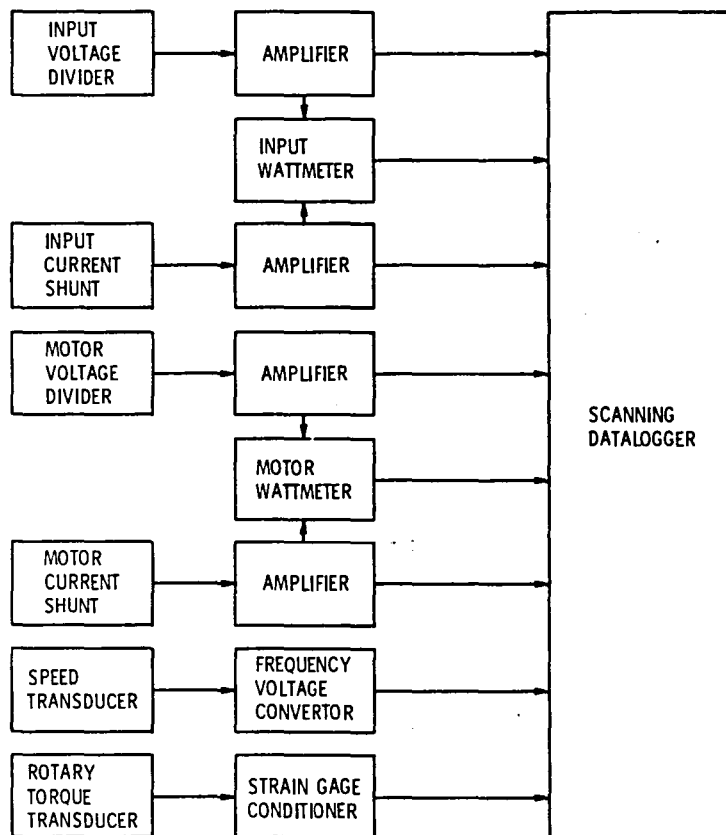 INPUT
VOLTAGE
DIVIDER
AMPLIFIER
INPUT
WATTMETER
INPUT
CURRENT
SHUNT
AMPLIFIER
MOTOR
VOLTAGE
DIVIDER
AMPLIFIER
MOTOR
WATTMETER
MOTOR
CURRENT
SHUNT
AMPLIFIER
SPEED
TRANSDUCER
FREQUENCY
VOLTAGE
CONVERTOR
ROTARY
TORQUE
TRANSDUCER
STRAIN GAGE
CONDITIONER
SCANNING
DATALOGGER